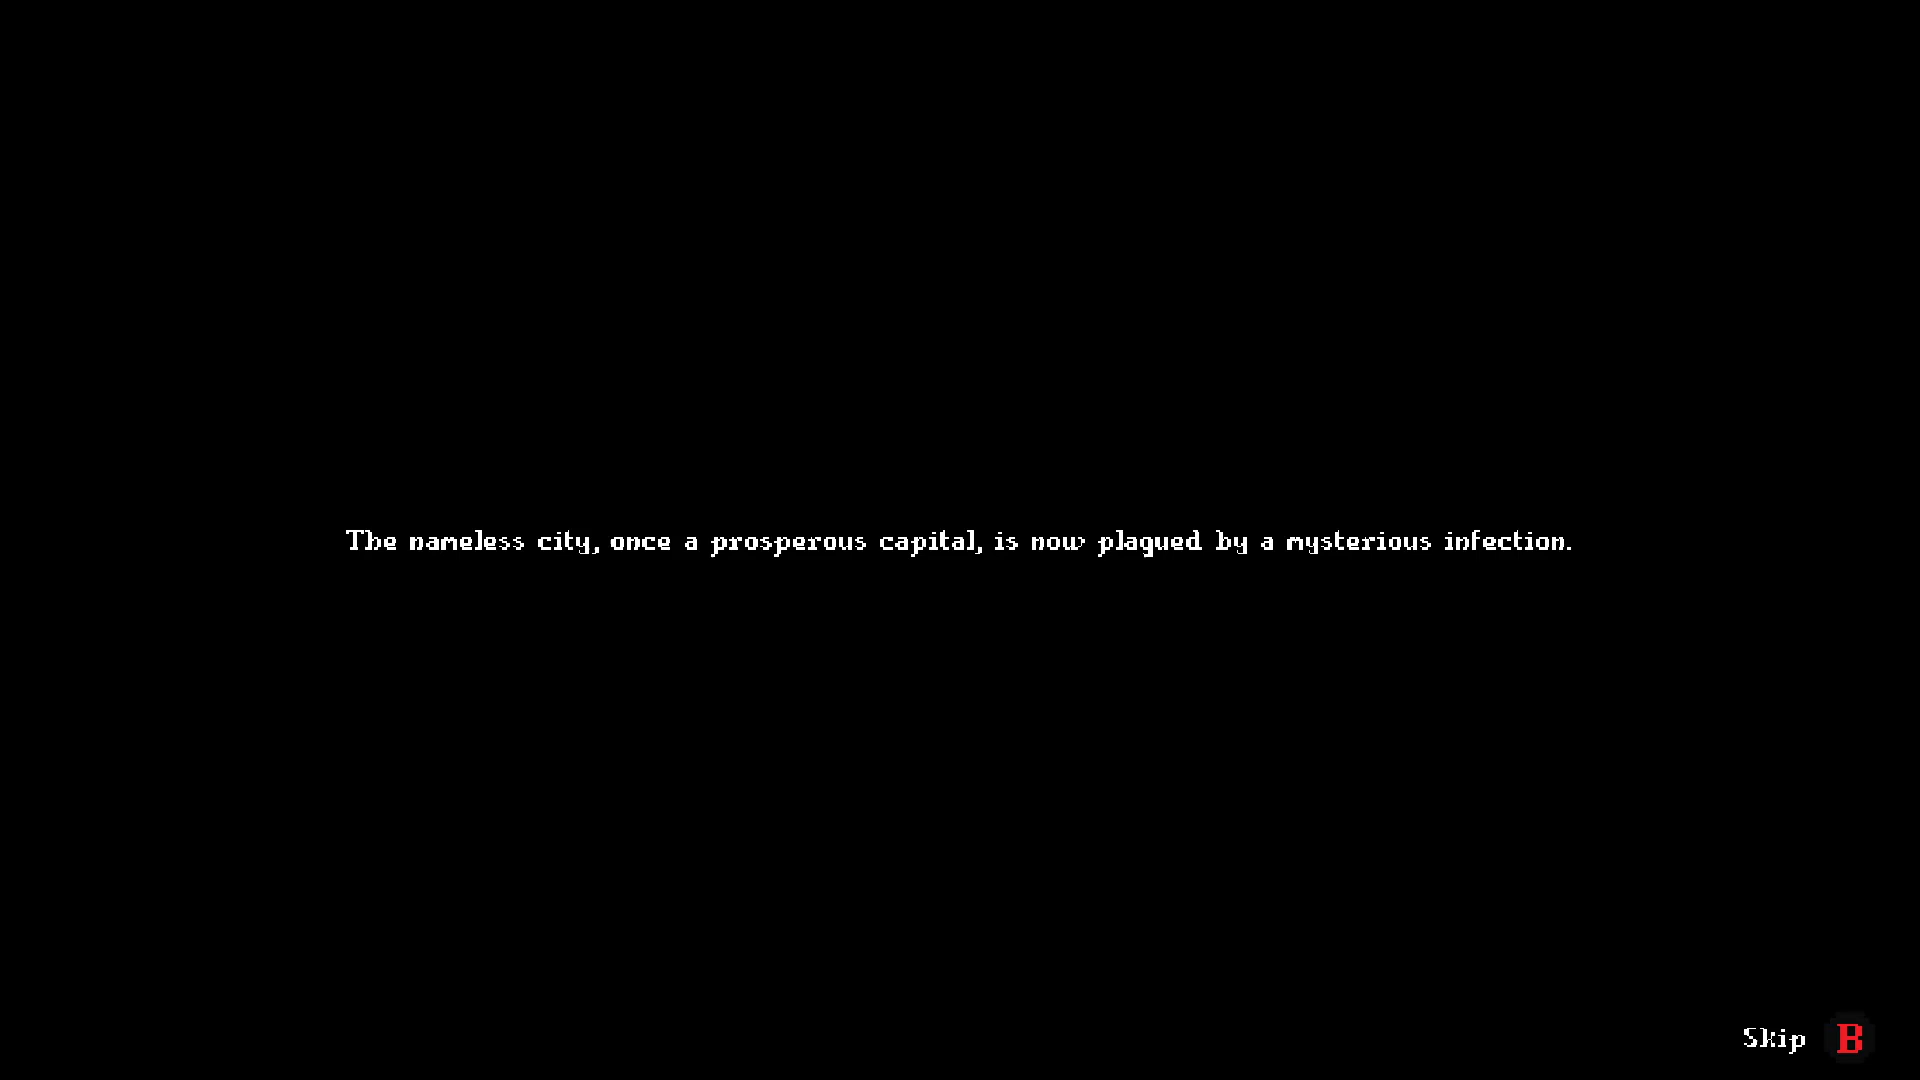 The nameless city, once a prosperous capital, is now plagued by a mysterious infection.
Skip B